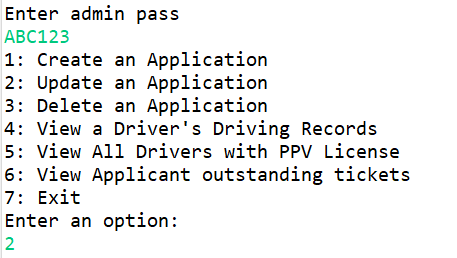 Enter admin pass
ABC123
1: Create an Application
2: Update an Application
3: Delete an Application
4: View a Driver's Driving Records
5: View All Drivers with PPV License
6: View Applicant outstanding tickets
7: Exit
Enter an option:
2